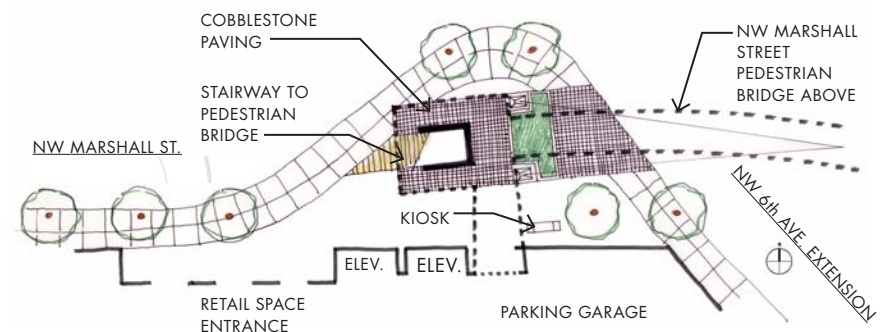 COBBLESTONE
PAVING
STAIRWAY TO
PEDESTRIAN
BRIDGE
NW MARSHALL ST.
NW MARSHALL
STREET
PEDESTRIAN
BRIDGE ABOVE
KIOSK
NW 6th AVE. EXTENSION
ELEV.
ELEV.
RETAIL SPACE
ENTRANCE
PARKING GARAGE